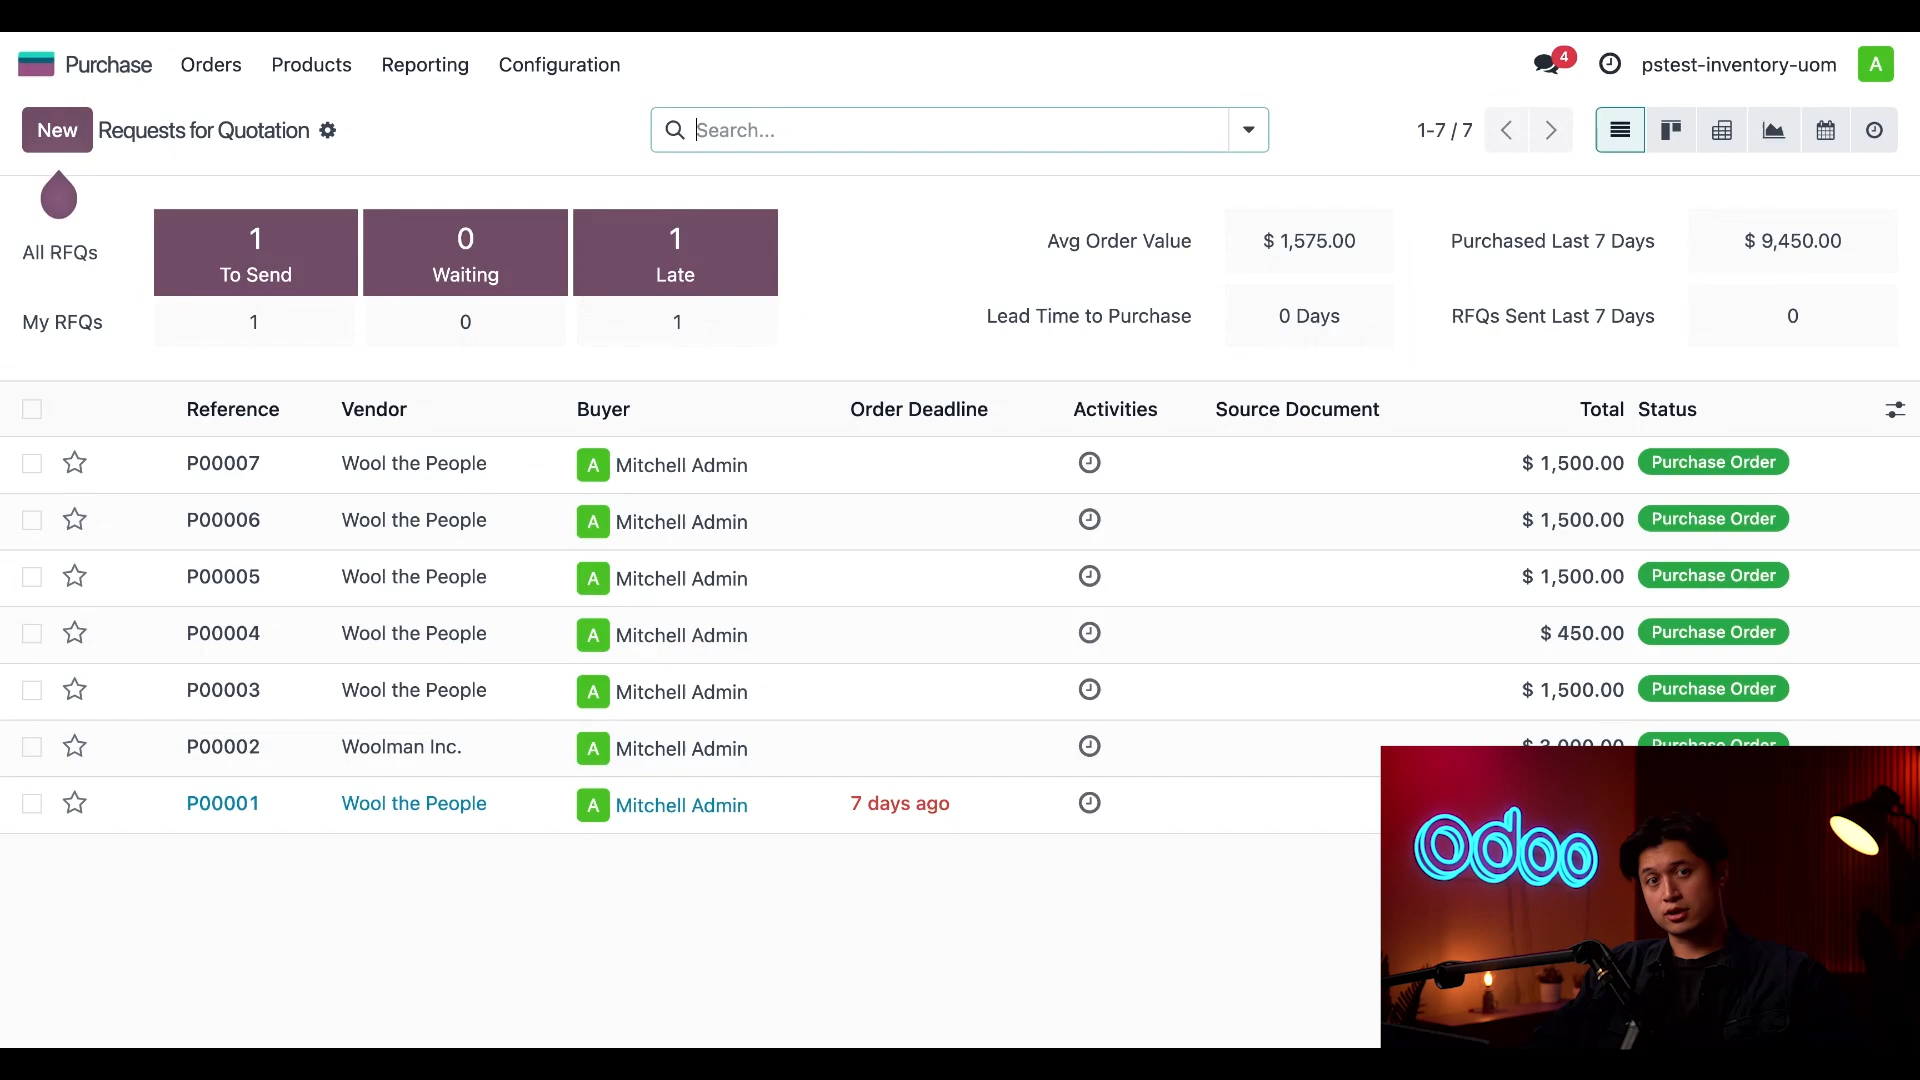 Purchase Orders Products Reporting Configuration 4 pstest-inventory-uom A
New Requests for Quotation Search... 1-7 / 7
All RFQs 1 To Send 0 Waiting 1 Late
My RFQs 1 0 1
Avg Order Value $ 1,575.00 Purchased Last 7 Days $ 9,450.00
Lead Time to Purchase 0 Days RFQs Sent Last 7 Days 0
Reference Vendor Buyer Order Deadline Activities Source Document Total Status
P00007 Wool the People A Mitchell Admin $ 1,500.00 Purchase Order
P00006 Wool the People A Mitchell Admin $ 1,500.00 Purchase Order
P00005 Wool the People A Mitchell Admin $ 1,500.00 Purchase Order
P00004 Wool the People A Mitchell Admin $ 450.00 Purchase Order
P00003 Wool the People A Mitchell Admin $ 1,500.00 Purchase Order
P00002 Woolman Inc. A Mitchell Admin Purchase Order
P00001 Wool the People A Mitchell Admin 7 days ago
odoo